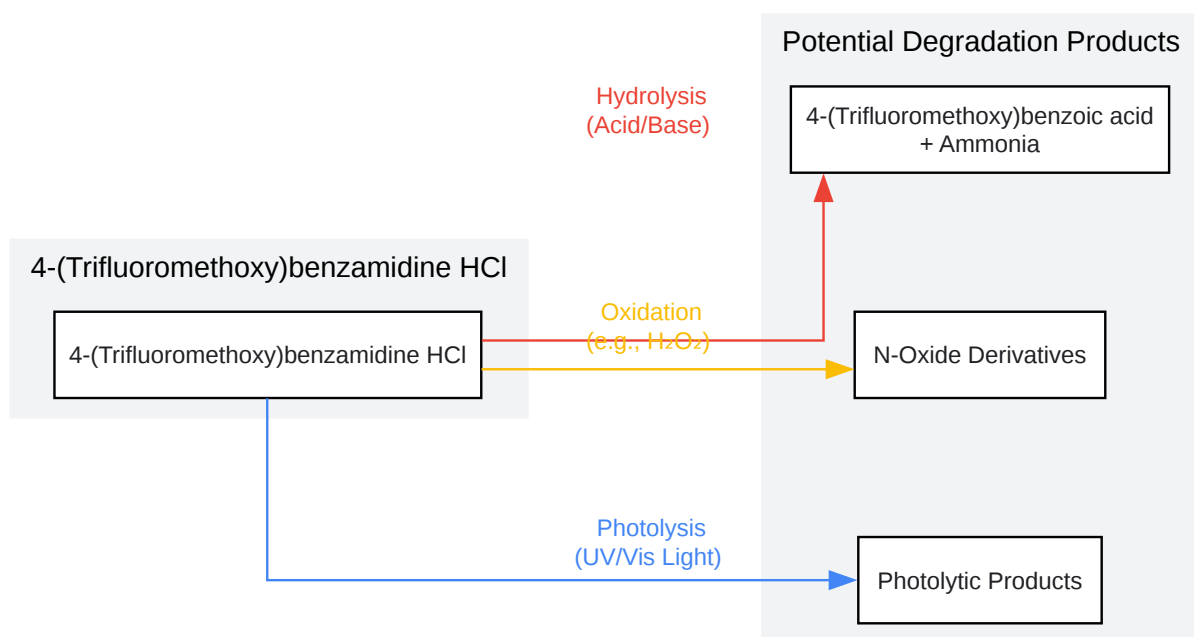 Potential Degradation Products
Hydrolysis
(Acid/Base)
4-(Trifluoromethoxy)benzoic acid
+ Ammonia
4-(Trifluoromethoxy)benzamidine HCl
4-(Trifluoromethoxy)benzamidine HCl
Oxidation
(e.g., H₂O₂)
N-Oxide Derivatives
Photolysis
(UV/Vis Light)
Photolytic Products